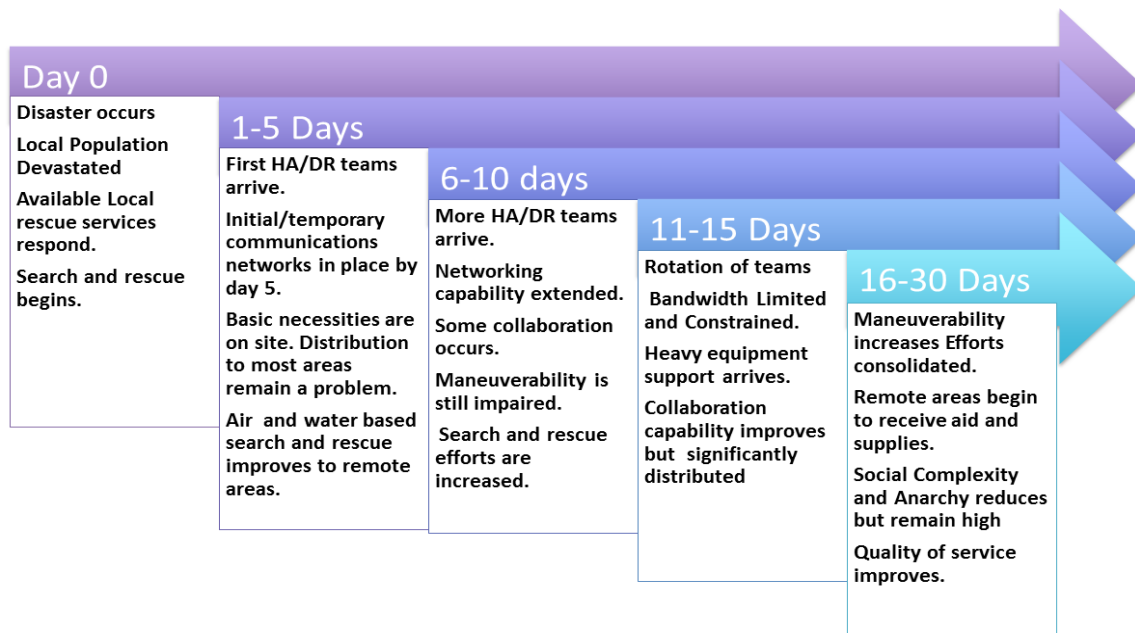 Day 0
Disaster occurs
Local Population
Devastated
Available Local
rescue services
respond.
Search and rescue
begins.
1-5 Days
First HA/DR teams
arrive.
Initial/temporary
communications
networks in place by
day 5.
Basic necessities are
on site. Distribution
to most areas
remain a problem.
Air and water based
search and rescue
improves to remote
areas.
6-10 days
More HA/DR teams
arrive.
Networking
capability extended.
Some collaboration
occurs.
Maneuverability is
still impaired.
Search and rescue
efforts are
increased.
11-15 Days
Rotation of teams
Bandwidth Limited
and Constrained.
Heavy equipment
support arrives.
Collaboration
capability improves
but significantly
distributed
16-30 Days
Maneuverability
increases Efforts
consolidated.
Remote areas begin
to receive aid and
supplies.
Social Complexity
and Anarchy reduces
but remain high
Quality of service
improves.